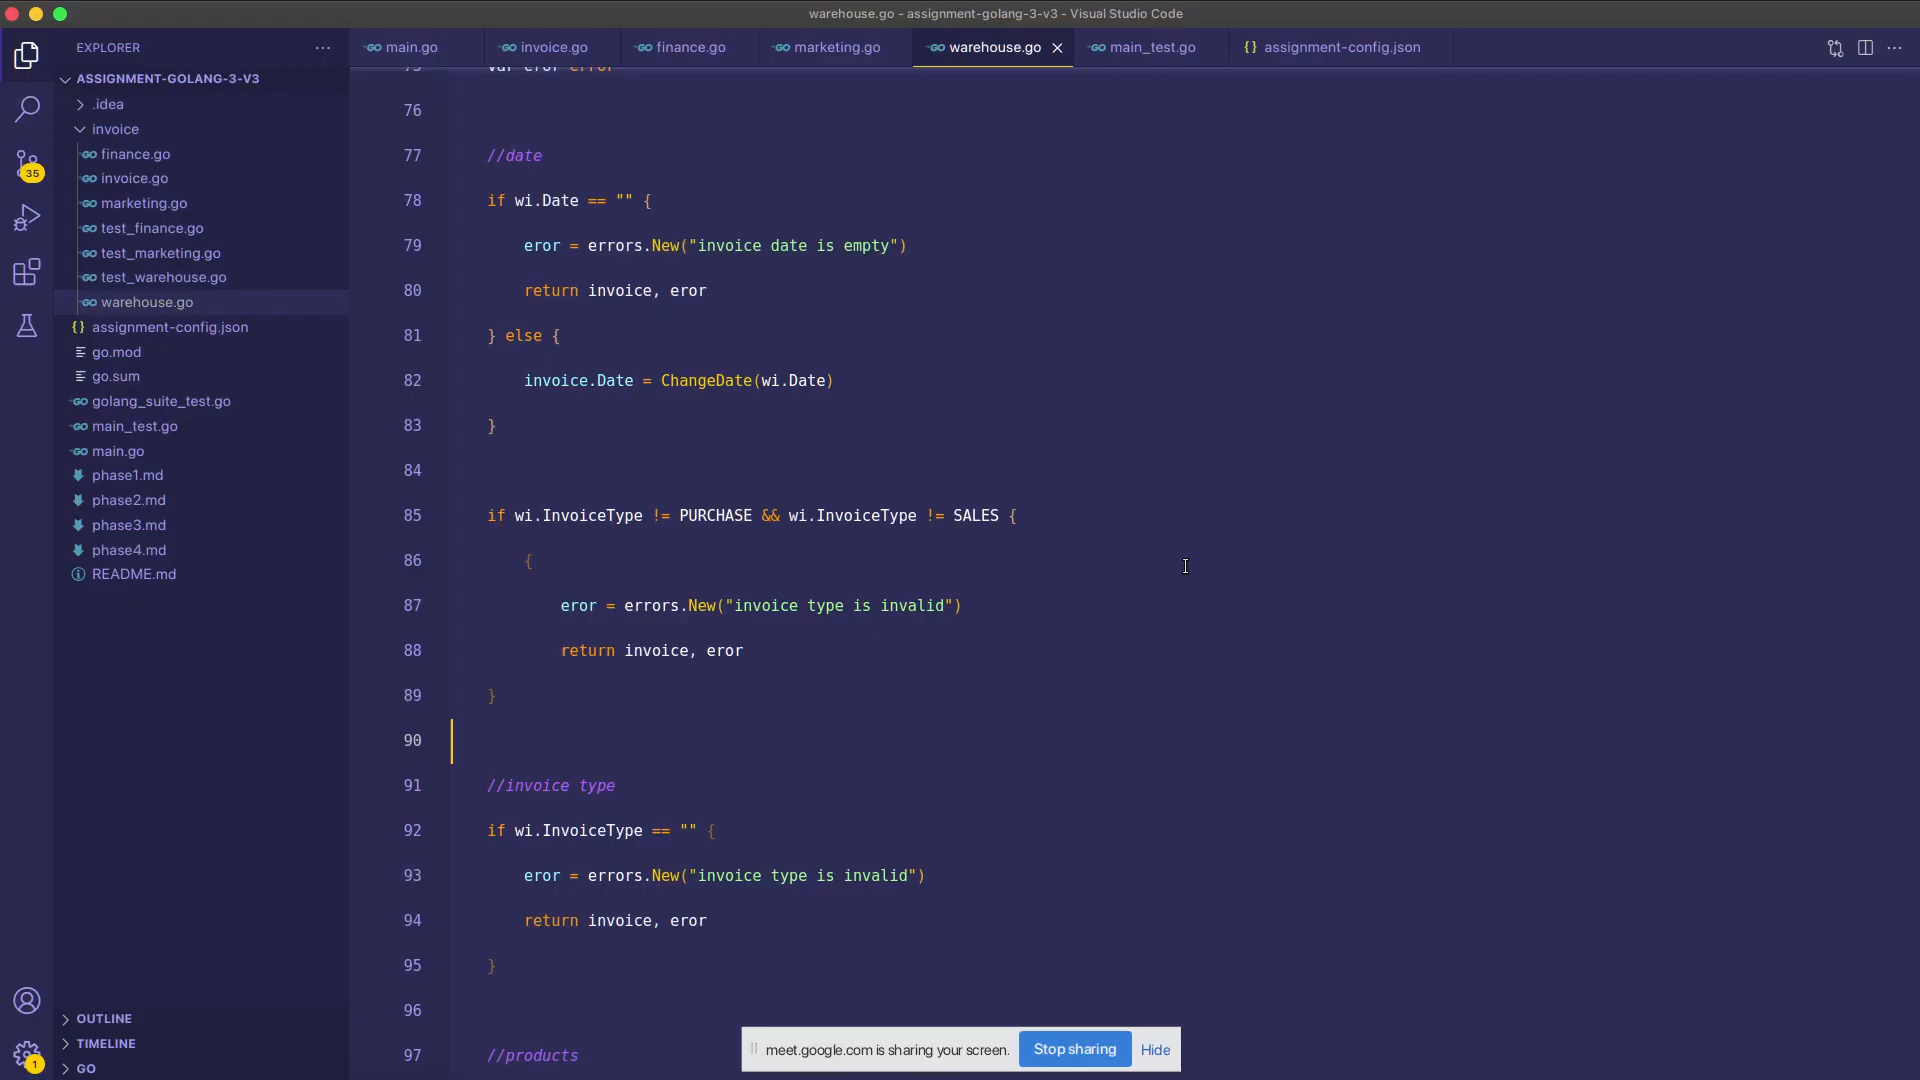 warehouse.go - assignment-golang-3-v3 - Visual Studio Code
EXPLORER
main.go
invoice.go
finance.go
marketing.go
warehouse.go
main_test.go
{} assignment-config.json
ASSIGNMENT-GOLANG-3-V3
.idea
invoice
finance.go
invoice.go
marketing.go
test_finance.go
test_marketing.go
test_warehouse.go
warehouse.go
{} assignment-config.json
go.mod
go.sum
golang_suite_test.go
main_test.go
main.go
phase1.md
phase2.md
phase3.md
phase4.md
README.md
OUTLINE
TIMELINE
GO
35
1
75 var eror error
76
77 //date
78 if wi.Date == "" {
79 eror = errors.New("invoice date is empty")
80 return invoice, eror
81 } else {
82 invoice.Date = ChangeDate(wi.Date)
83 }
84
85 if wi.InvoiceType != PURCHASE && wi.InvoiceType != SALES {
86 {
87 eror = errors.New("invoice type is invalid")
88 return invoice, eror
89 }
90
91 //invoice type
92 if wi.InvoiceType == "" {
93 eror = errors.New("invoice type is invalid")
94 return invoice, eror
95 }
96
97 //products
meet.google.com is sharing your screen. Stop sharing Hide